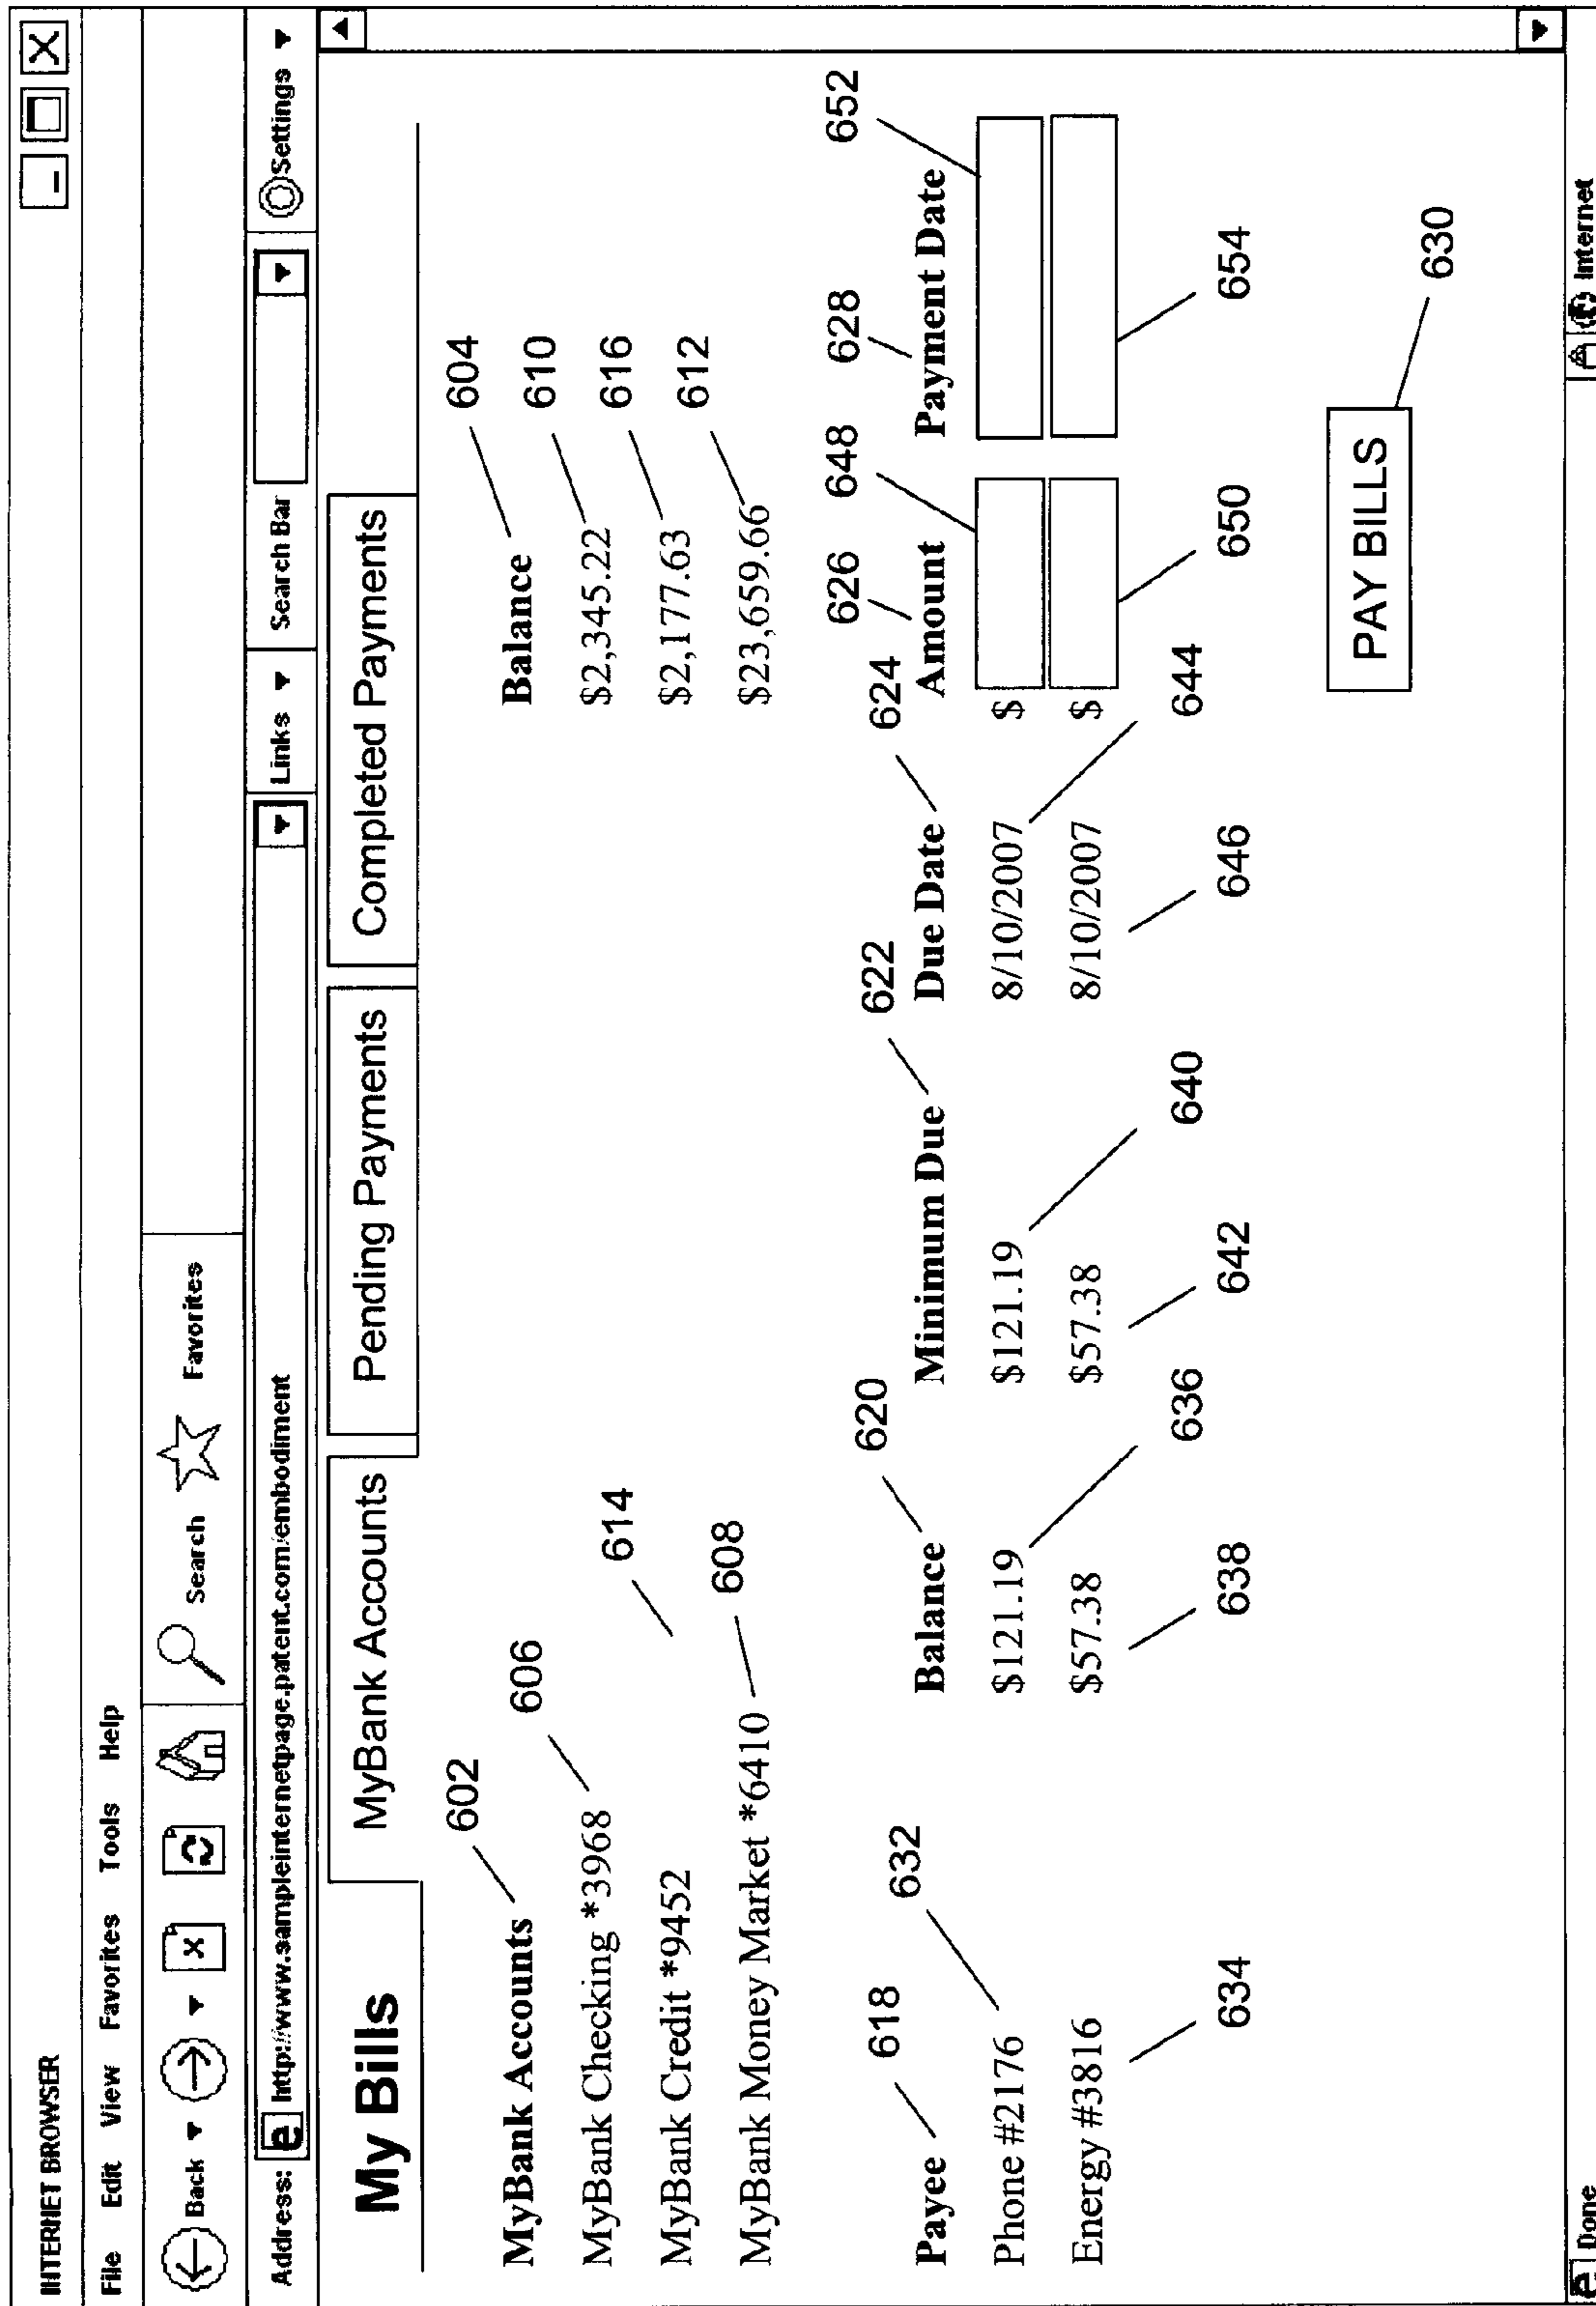 INTERNET BROWSER
File Edit View Favorites Tools Help
Back Search Favorites
Address: http://www.sampleinternetpage.patent.com/embodiment Links Search Bar Settings
My Bills MyBank Accounts Pending Payments Completed Payments
602 604
MyBank Accounts Balance
606 610
MyBank Checking *3968 $2,345.22
614 616
MyBank Credit *9452 $2,177.63
608 612
MyBank Money Market *6410 $23,659.66
618 632 620 622 624 626 648 628 652
Payee Balance Minimum Due Due Date Amount Payment Date
Phone #2176 $121.19 $121.19 8/10/2007 $
Energy #3816 $57.38 $57.38 8/10/2007 $
636 640 644
634 638 642 646 650 654
PAY BILLS 630
Done Internet